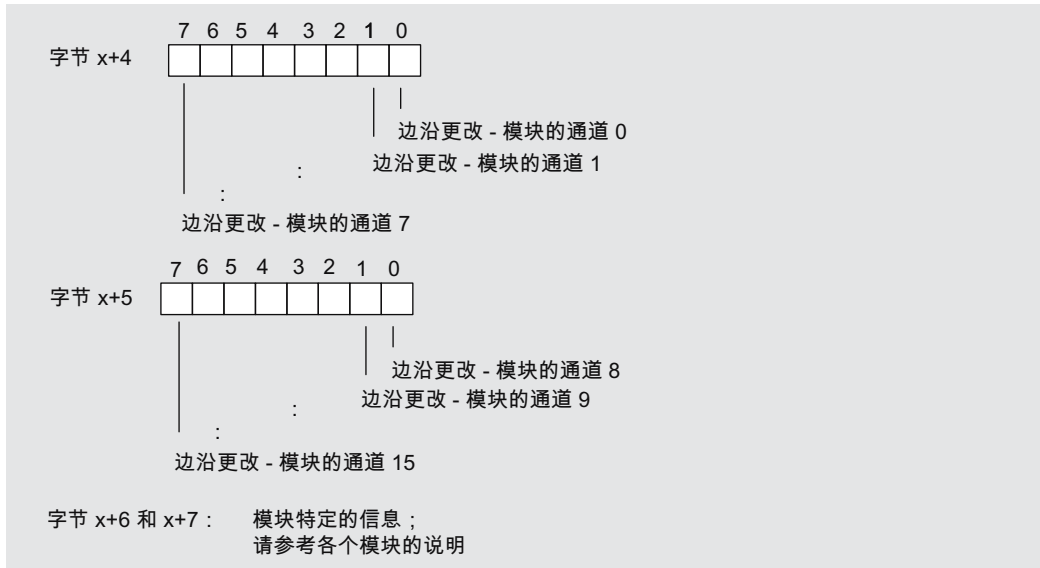 7 6 5 4 3 2 1 0
字节 x+4
边沿更改 - 模块的通道 0
边沿更改 - 模块的通道 1
:
:
边沿更改 - 模块的通道 7
7 6 5 4 3 2 1 0
字节 x+5
边沿更改 - 模块的通道 8
边沿更改 - 模块的通道 9
:
:
边沿更改 - 模块的通道 15
字节 x+6 和 x+7： 模块特定的信息；
请参考各个模块的说明